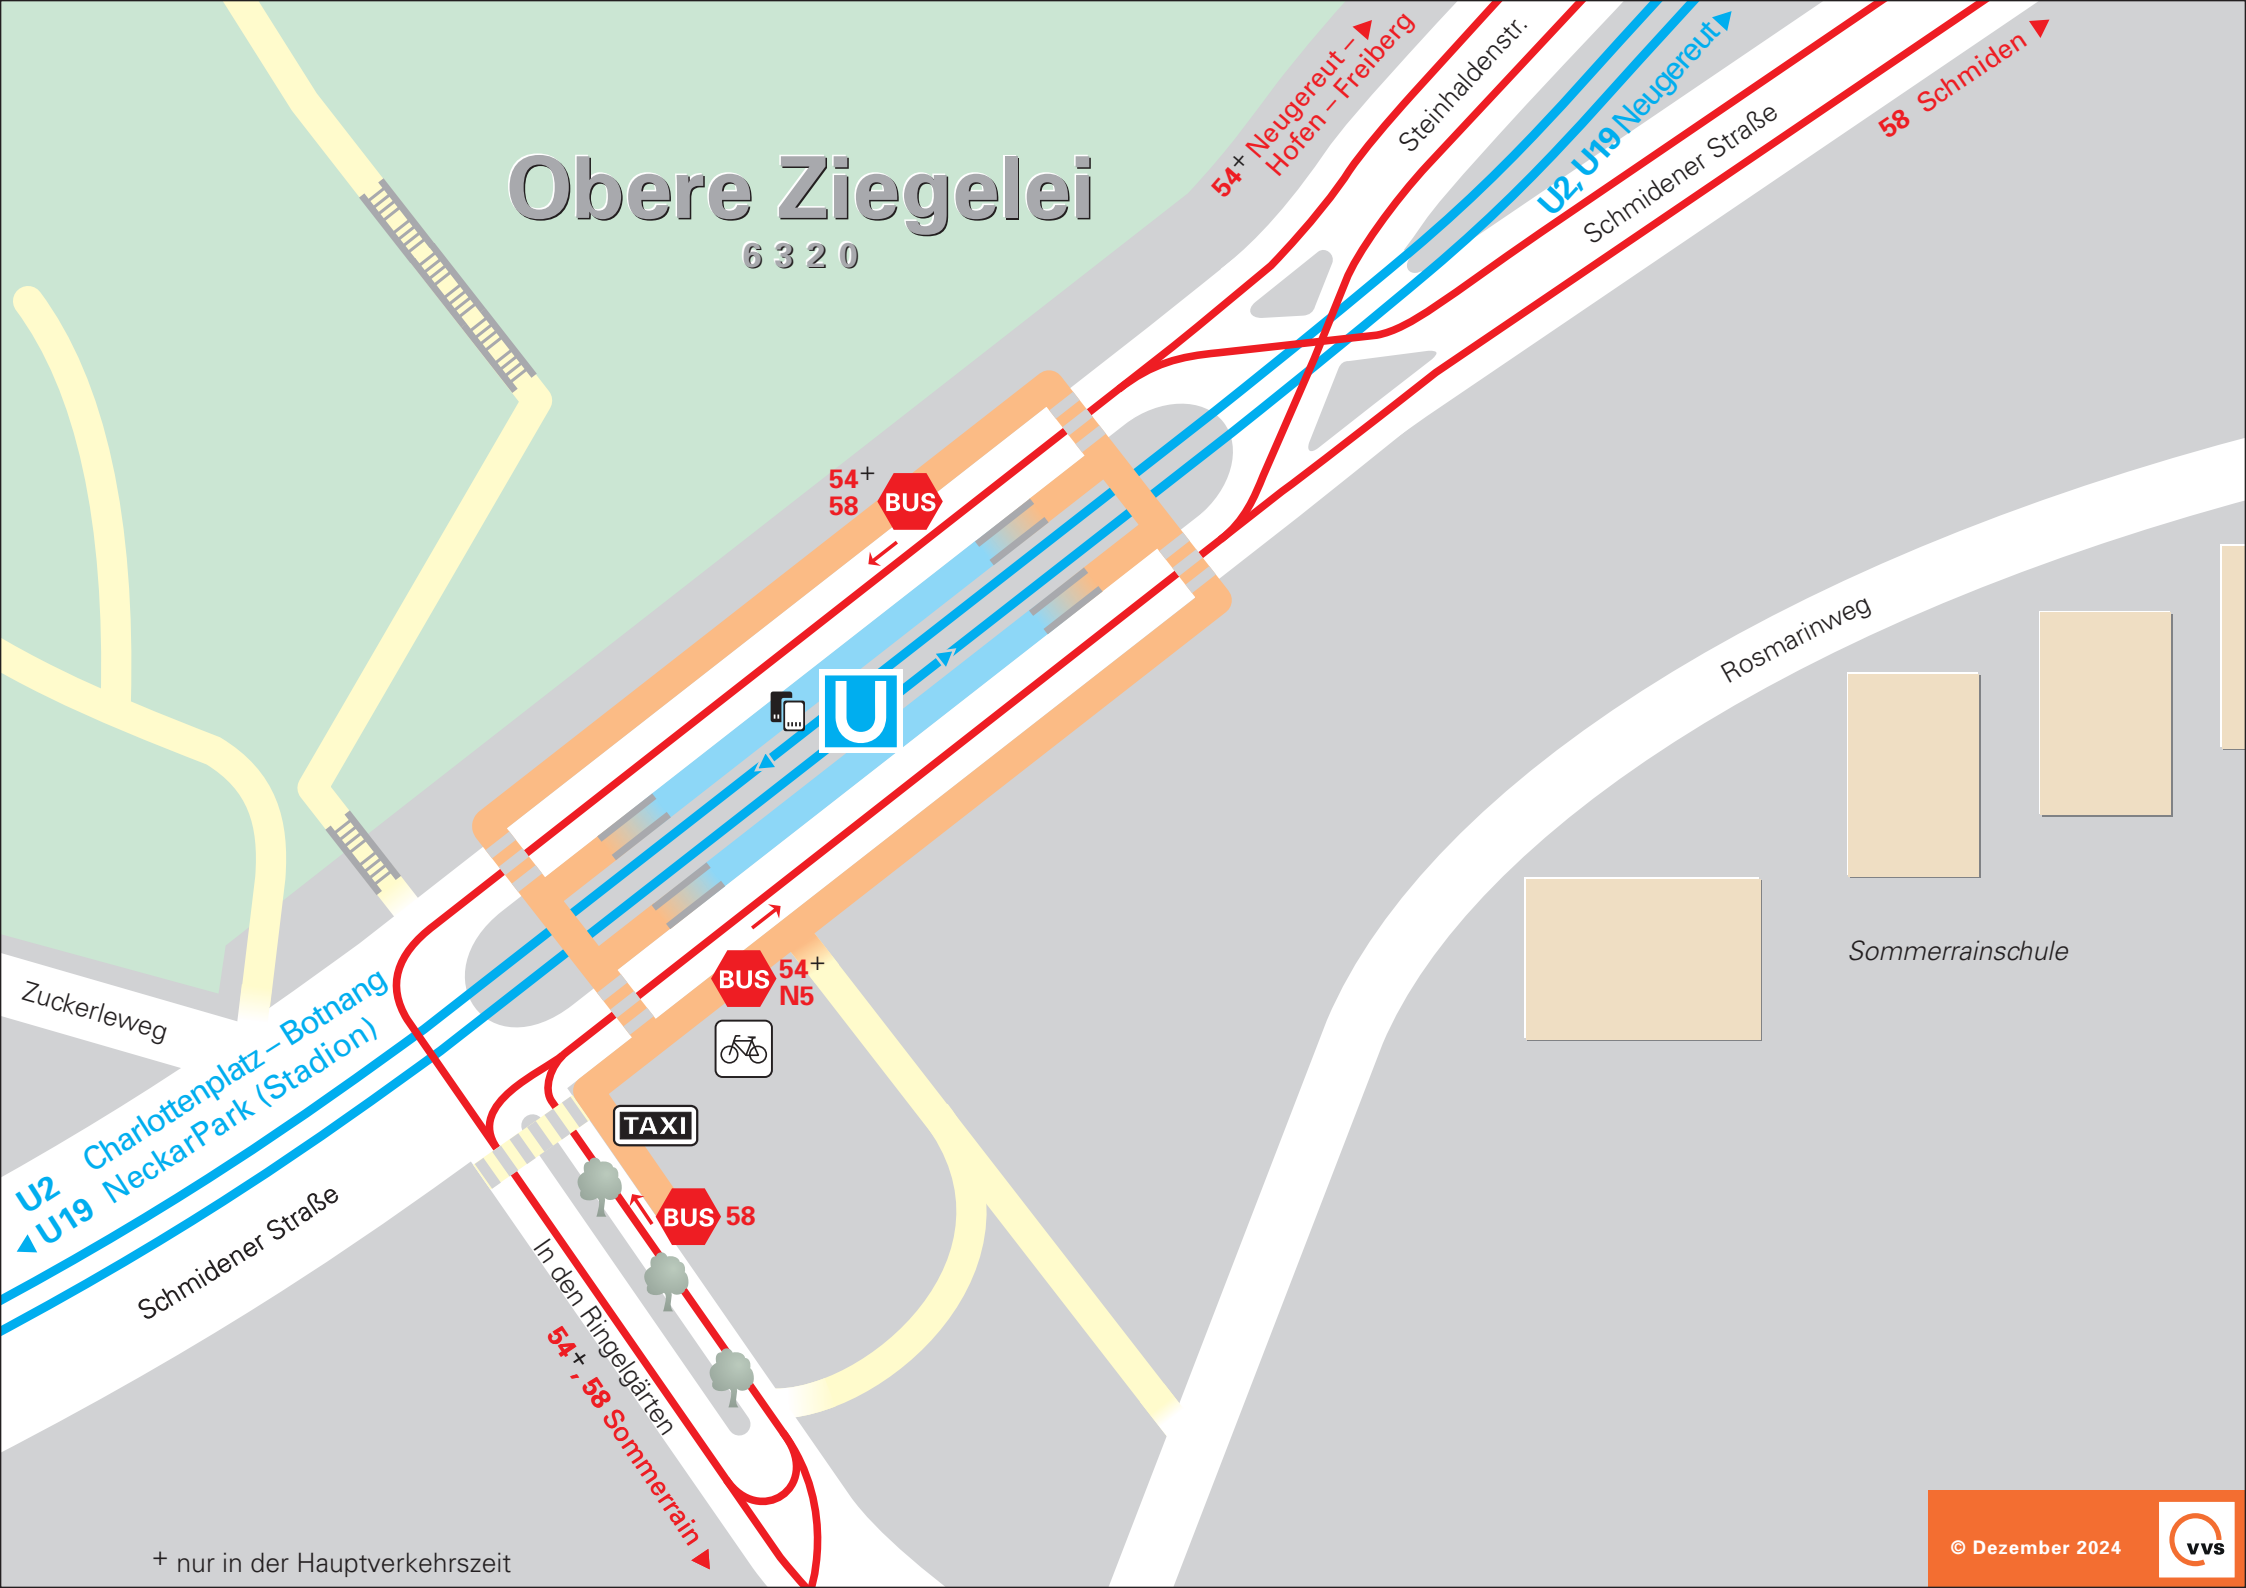 54+ Neugereut –
Hofen – Freiberg
Steinhaldenstr.
U2, U19 Neugereut
58 Schmiden
Schmidener Straße
Obere Ziegelei
6320
54+
58
BUS
Rosmarinweg
U
Sommerrainschule
BUS
54+
N5
Zuckerleweg
U2 Charlottenplatz – Botnang
U19 NeckarPark (Stadion)
TAXI
Schmidener Straße
BUS
58
In den Ringelgärten
54+, 58 Sommerrain
+ nur in der Hauptverkehrszeit
© Dezember 2024
vvs